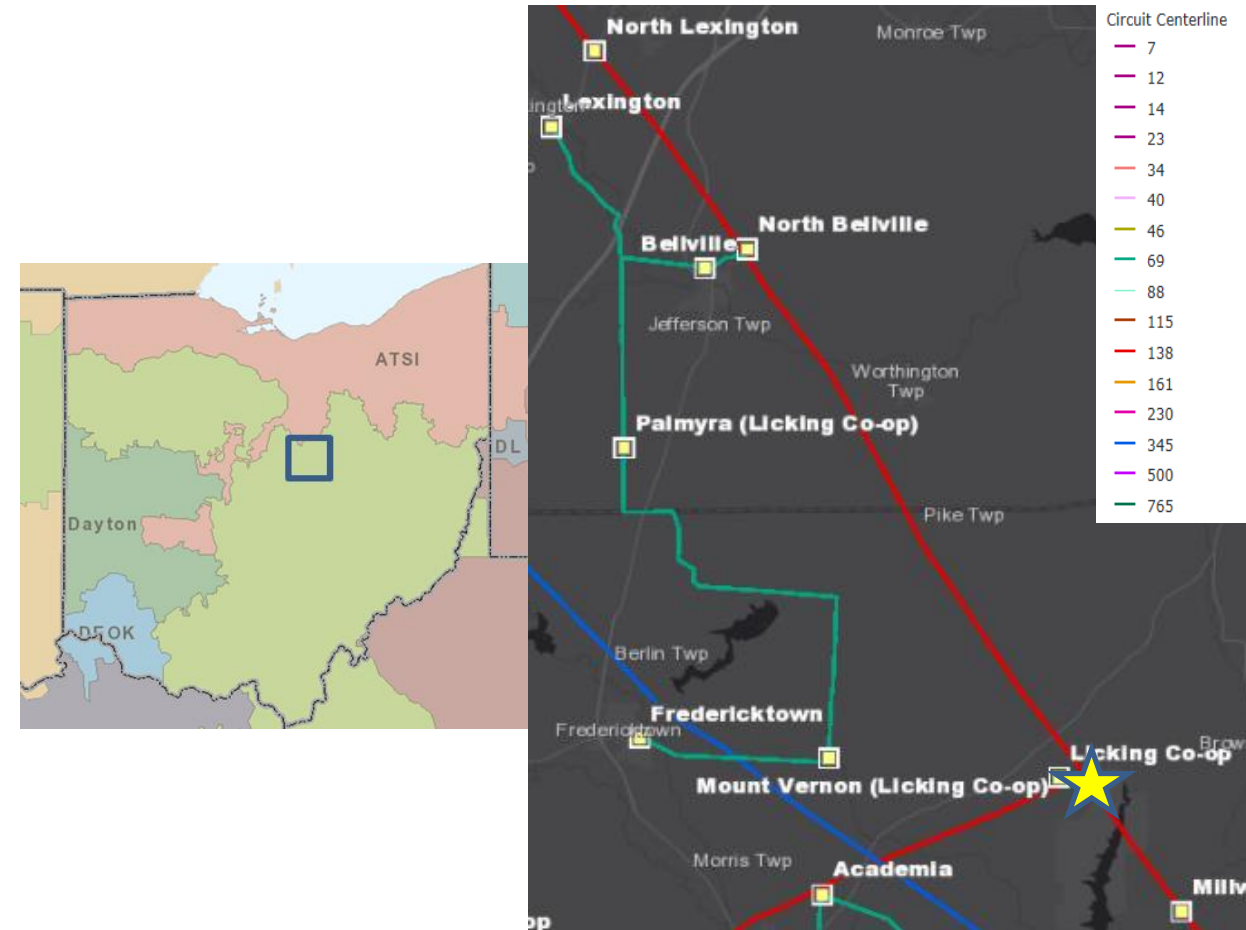 ATSI
DL
Dayton
DEOK
North Lexington
Monroe Twp
Lexington
North Bellville
Bellville
Jefferson Twp
Worthington
Twp
Palmyra (Licking Co-op)
Pike Twp
Berlin Twp
Fredericktown
Fredericktown
Licking Co-op
Mount Vernon (Licking Co-op)
Morris Twp
Academia
Circuit Centerline
7
12
14
23
34
40
46
69
88
115
138
161
230
345
500
765